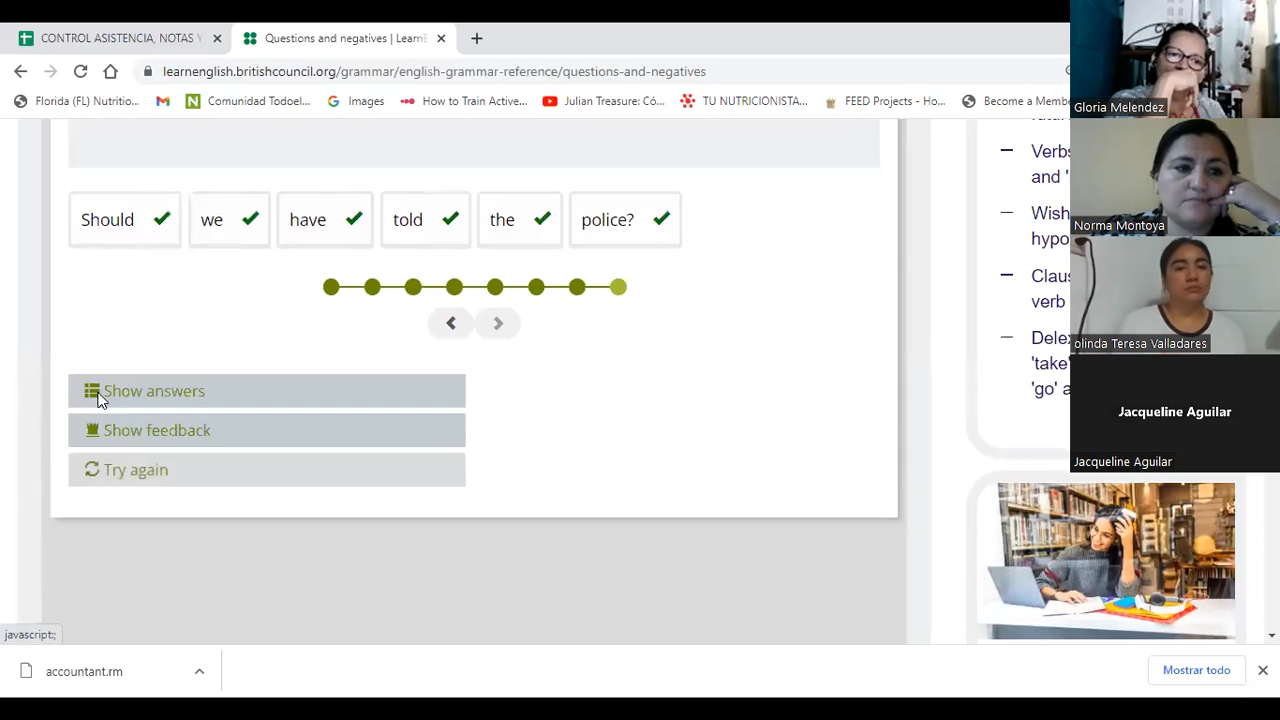 CONTROL ASISTENCIA, NOTAS Y
Questions and negatives | LearnE
learnenglish.britishcouncil.org/grammar/english-grammar-reference/questions-and-negatives
Florida (FL) Nutritio...
Comunidad Todoel...
Images
How to Train Active...
Julian Treasure: Có...
TU NUTRICIONISTA...
FEED Projects - Ho...
Become a Membe
Gloria Melendez
Verbs
and '
Should
we
have
told
the
police?
Wish
hypo
Norma Montoya
Claus
verb
Delex
'take'
'go' a
olinda Teresa Valladares
Show answers
Show feedback
Try again
Jacqueline Aguilar
Jacqueline Aguilar
javascript:;
accountant.rm
Mostrar todo